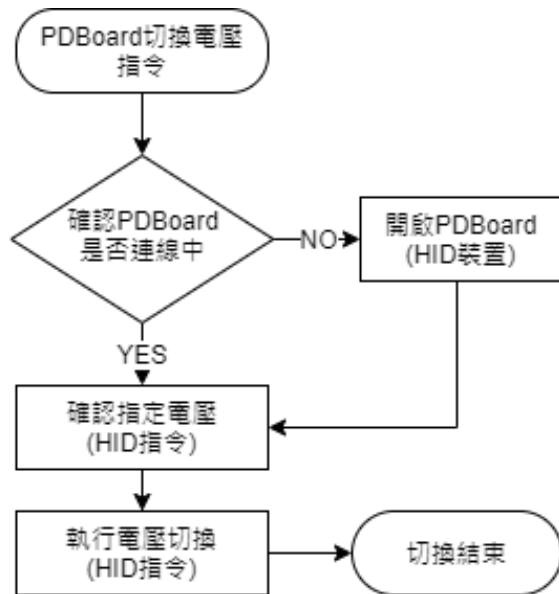 PDBoard切換電壓
指令
確認PDBoard
是否連線中
NO
開啟PDBoard
(HID裝置)
YES
確認指定電壓
(HID指令)
執行電壓切換
(HID指令)
切換結束